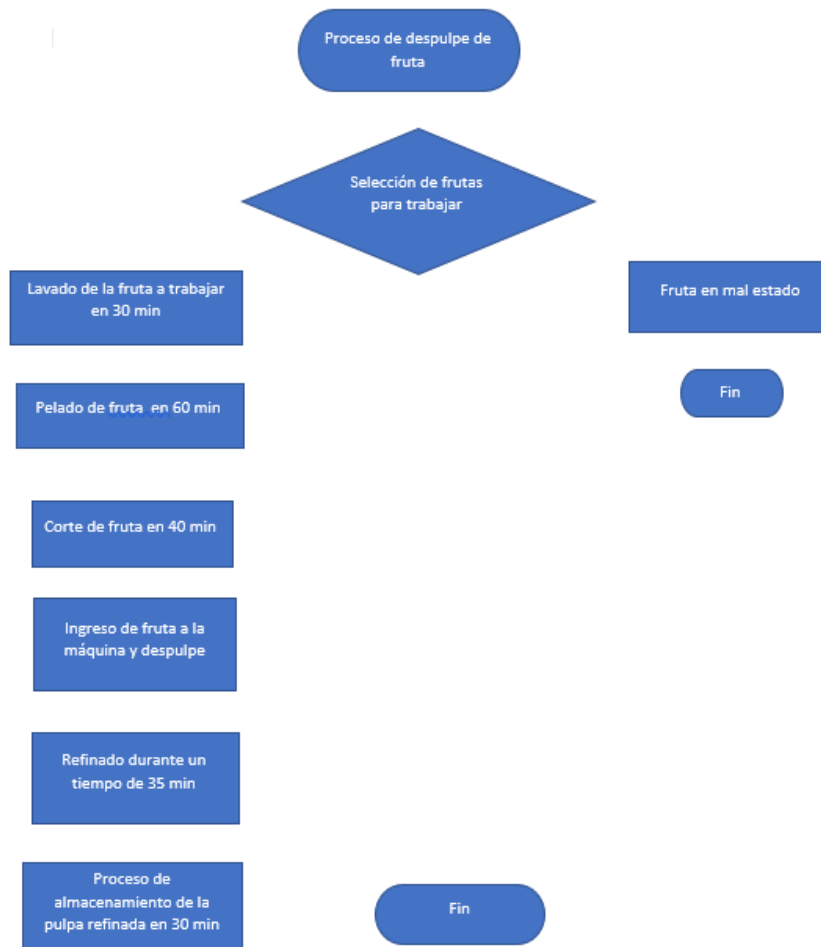 Proceso de despulpe de
fruta
Selección de frutas
para trabajar
Lavado de la fruta a trabajar
en 30 min
Fruta en mal estado
Pelado de fruta en 60 min
Fin
Corte de fruta en 40 min
Ingreso de fruta a la
máquina y despulpe
Refinado durante un
tiempo de 35 min
Proceso de
almacenamiento de la
pulpa refinada en 30 min
Fin